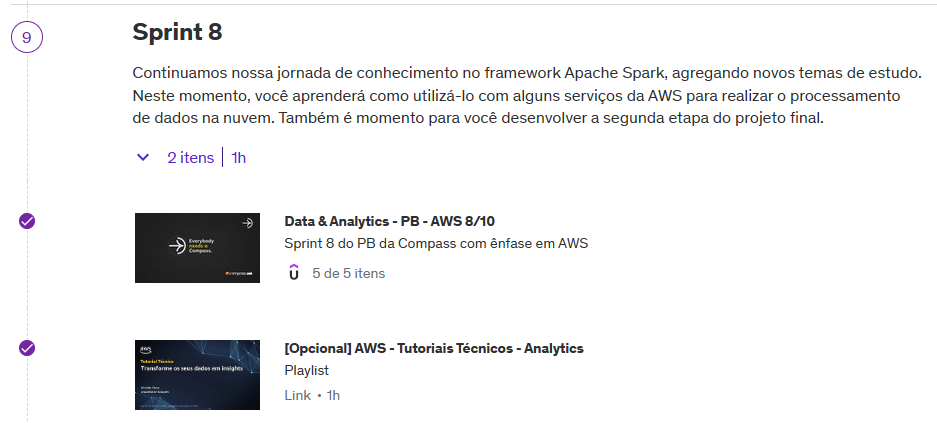 9
Sprint 8
Continuamos nossa jornada de conhecimento no framework Apache Spark, agregando novos temas de estudo.
Neste momento, você aprenderá como utilizá-lo com alguns serviços da AWS para realizar o processamento
de dados na nuvem. Também é momento para você desenvolver a segunda etapa do projeto final.
2 itens | 1h
Everybody
needs a
Compass.
compass.uol
Data & Analytics - PB - AWS 8/10
Sprint 8 do PB da Compass com ênfase em AWS
5 de 5 itens
aws
Tutorial Técnico
Transforme os seus dados em insights
[Opcional] AWS - Tutoriais Técnicos - Analytics
Playlist
Link • 1h